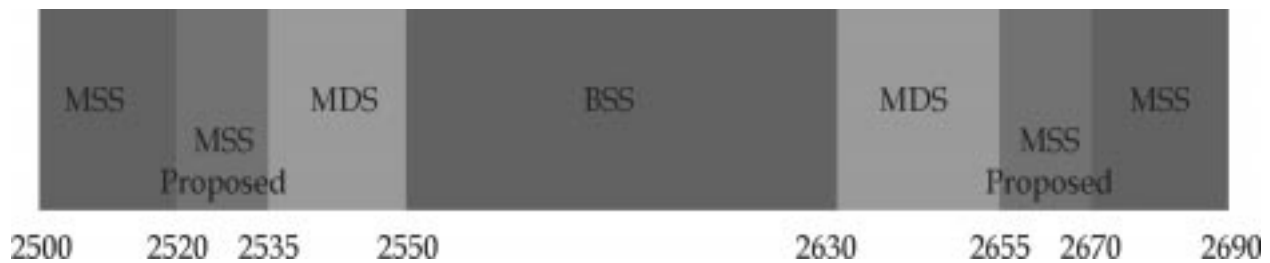 MSS MDS BSS MDS MSS
MSS MSS
Proposed Proposed
2500 2520 2535 2550 2630 2655 2670 2690